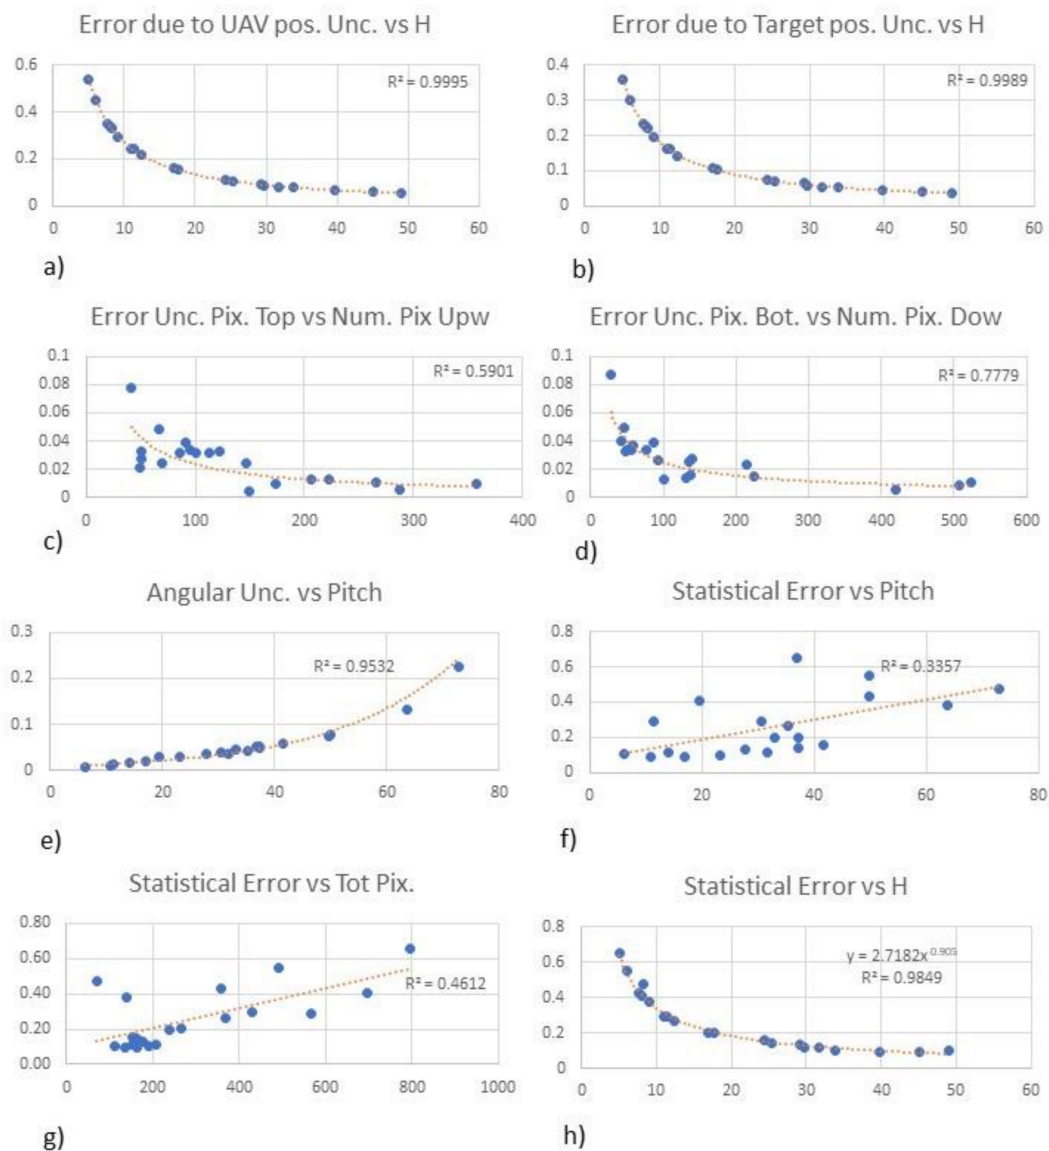 Error due to UAV pos. Unc. vs H
0.6
0.4
0.2
0
R² = 0.9995
0 10 20 30 40 50 60
a)
Error due to Target pos. Unc. vs H
0.4
0.3
0.2
0.1
0
R² = 0.9989
0 10 20 30 40 50 60
b)
Error Unc. Pix. Top vs Num. Pix Upw
0.1
0.08
0.06
0.04
0.02
0
R² = 0.5901
0 100 200 300 400
c)
Error Unc. Pix. Bot. vs Num. Pix. Dow
0.1
0.08
0.06
0.04
0.02
0
R² = 0.7779
0 100 200 300 400 500 600
d)
Angular Unc. vs Pitch
0.3
0.2
0.1
0
R² = 0.9532
0 20 40 60 80
e)
Statistical Error vs Pitch
0.8
0.6
0.4
0.2
0
R² = 0.3357
0 20 40 60 80
f)
Statistical Error vs Tot Pix.
0.80
0.60
0.40
0.20
0.00
R² = 0.4612
0 200 400 600 800 1000
g)
Statistical Error vs H
0.8
0.6
0.4
0.2
0
y = 2.7182x^-0.905
R² = 0.9849
0 10 20 30 40 50 60
h)